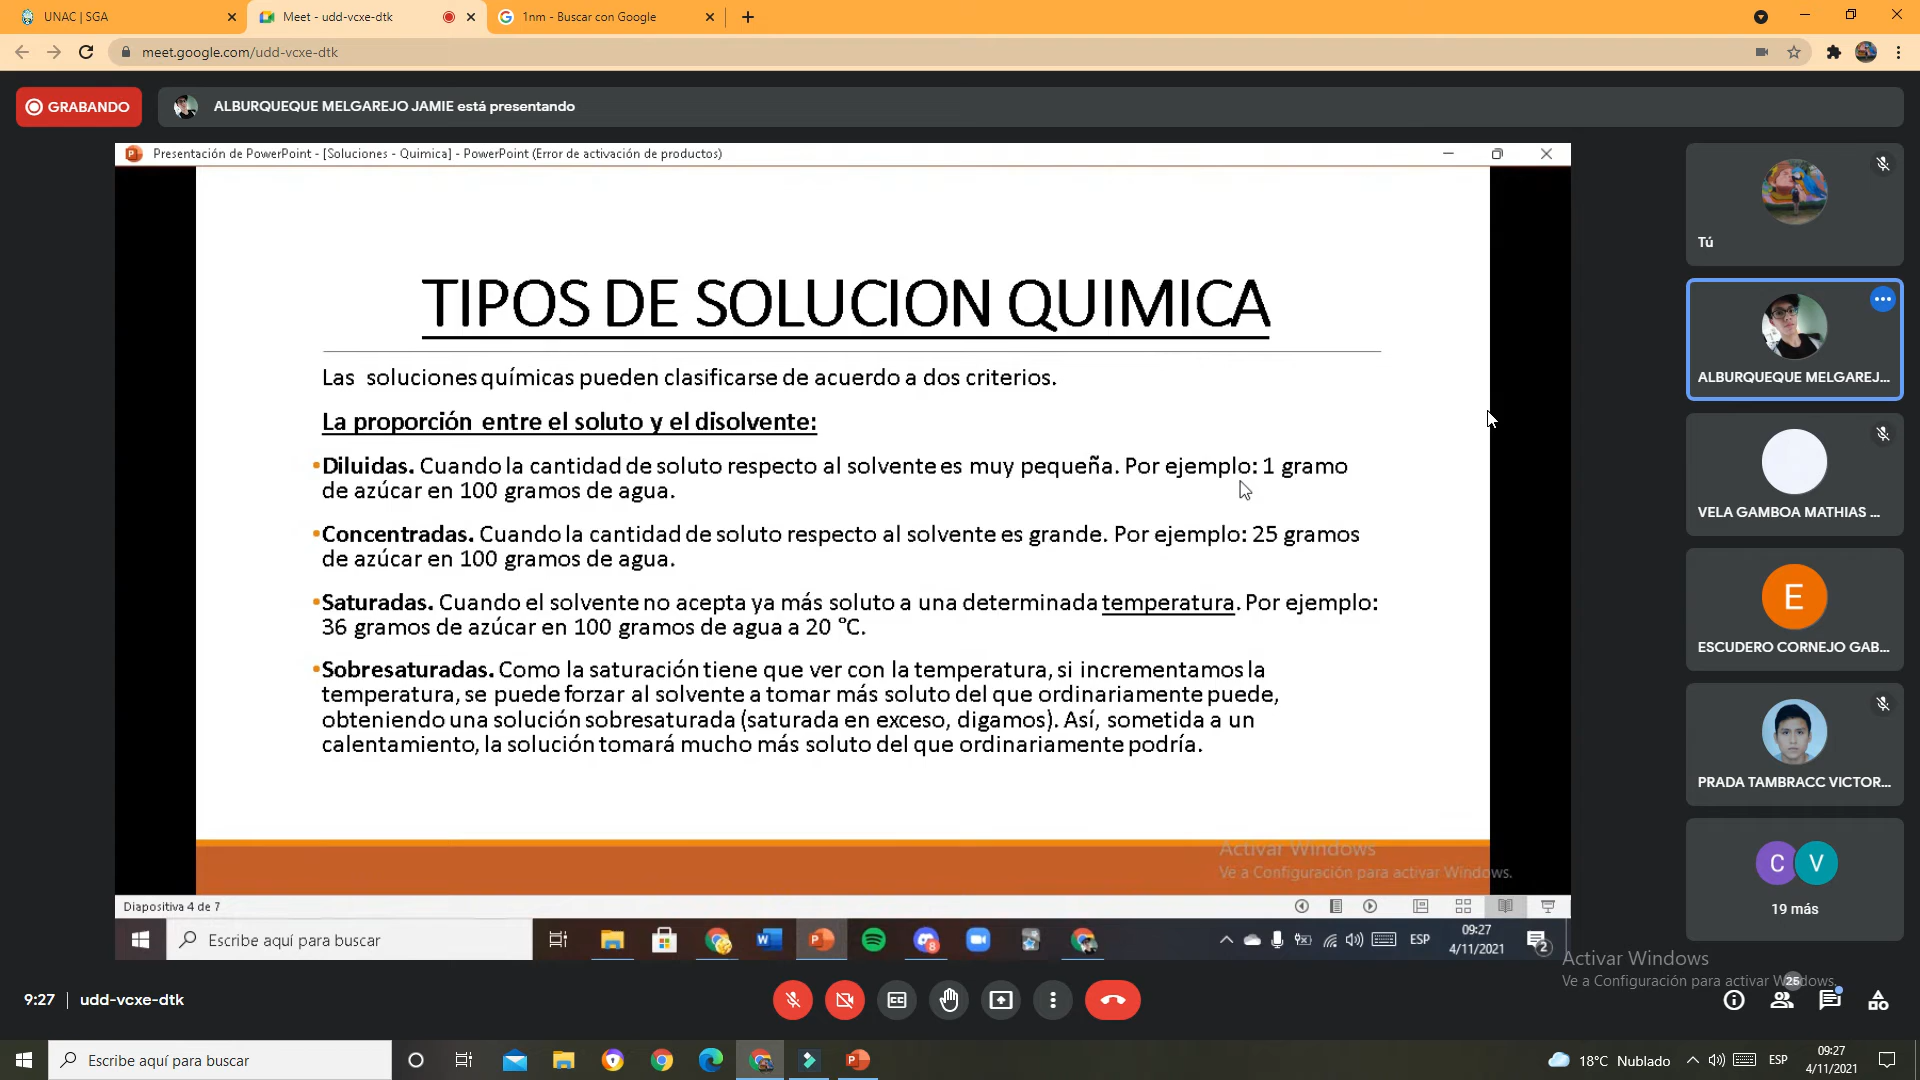 UNAC | SGA
Meet - udd-vcxe-dtk
1nm - Buscar con Google
meet.google.com/udd-vcxe-dtk
GRABANDO
ALBURQUEQUE MELGAREJO JAMIE está presentando
Presentación de PowerPoint - [Soluciones - Quimica] - PowerPoint (Error de activación de productos)
TIPOS DE SOLUCION QUIMICA
Las soluciones químicas pueden clasificarse de acuerdo a dos criterios.
La proporción entre el soluto y el disolvente:
•Diluidas. Cuando la cantidad de soluto respecto al solvente es muy pequeña. Por ejemplo: 1 gramo
de azúcar en 100 gramos de agua.
•Concentradas. Cuando la cantidad de soluto respecto al solvente es grande. Por ejemplo: 25 gramos
de azúcar en 100 gramos de agua.
•Saturadas. Cuando el solvente no acepta ya más soluto a una determinada temperatura. Por ejemplo:
36 gramos de azúcar en 100 gramos de agua a 20 °C.
•Sobresaturadas. Como la saturación tiene que ver con la temperatura, si incrementamos la
temperatura, se puede forzar al solvente a tomar más soluto del que ordinariamente puede,
obteniendo una solución sobresaturada (saturada en exceso, digamos). Así, sometida a un
calentamiento, la solución tomará mucho más soluto del que ordinariamente podría.
Activar Windows
Ve a Configuración para activar Windows.
Diapositiva 4 de 7
Escribe aquí para buscar
8
ESP
09:27
4/11/2021
2
Tú
ALBURQUEQUE MELGAREJ...
VELA GAMBOA MATHIAS ...
E
ESCUDERO CORNEJO GAB...
PRADA TAMBRACC VICTOR...
C V
19 más
Activar Windows
Ve a Configuración para activar Windows.
9:27 | udd-vcxe-dtk
25
Escribe aquí para buscar
18°C Nublado
ESP
09:27
4/11/2021